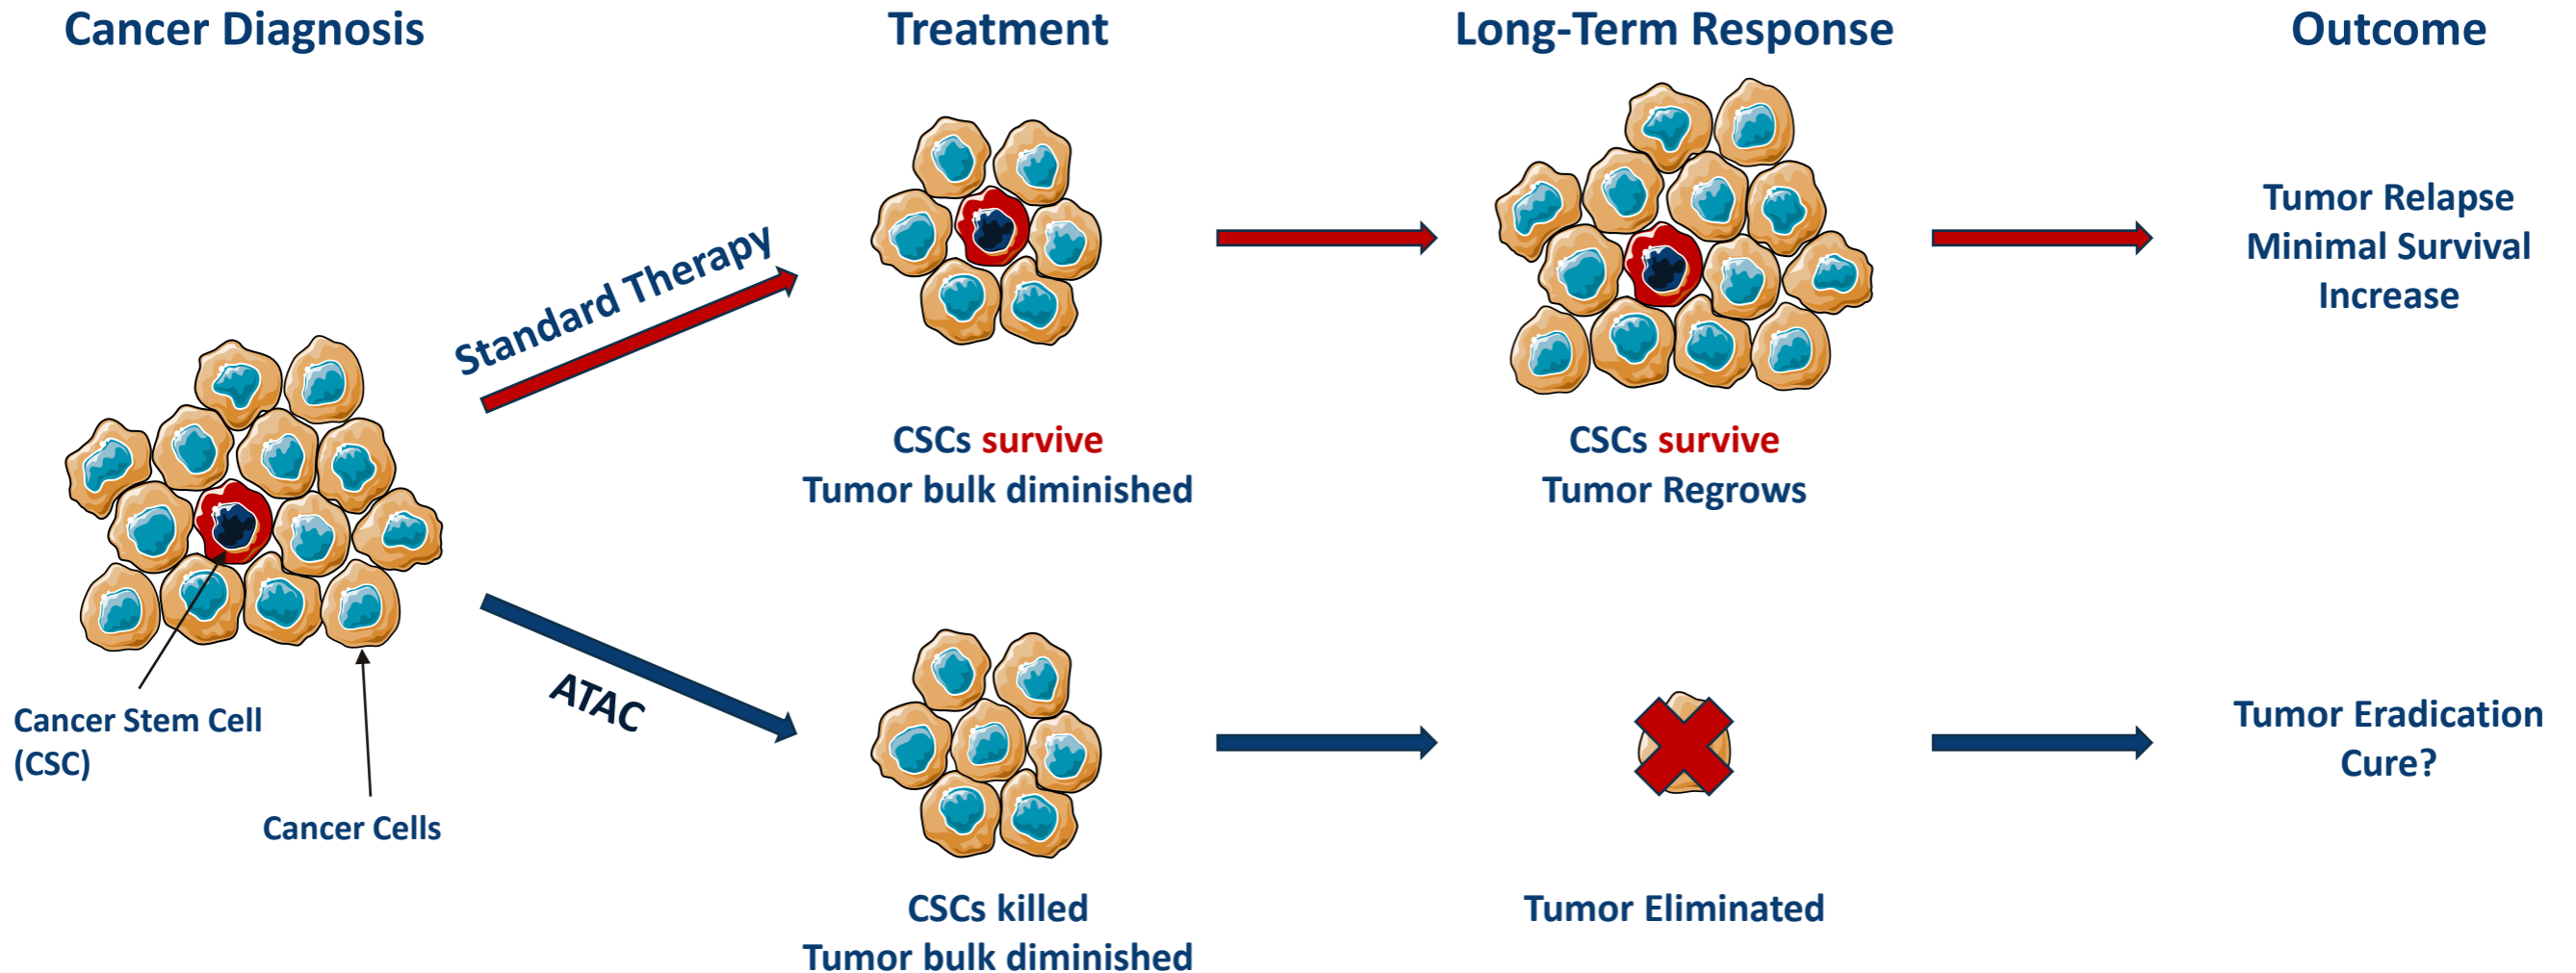 Cancer Diagnosis
Treatment
Long-Term Response
Outcome
Standard Therapy
CSCs survive
Tumor bulk diminished
CSCs survive
Tumor Regrows
Tumor Relapse
Minimal Survival
Increase
Cancer Stem Cell
(CSC)
Cancer Cells
ATAC
CSCs killed
Tumor bulk diminished
Tumor Eliminated
Tumor Eradication
Cure?